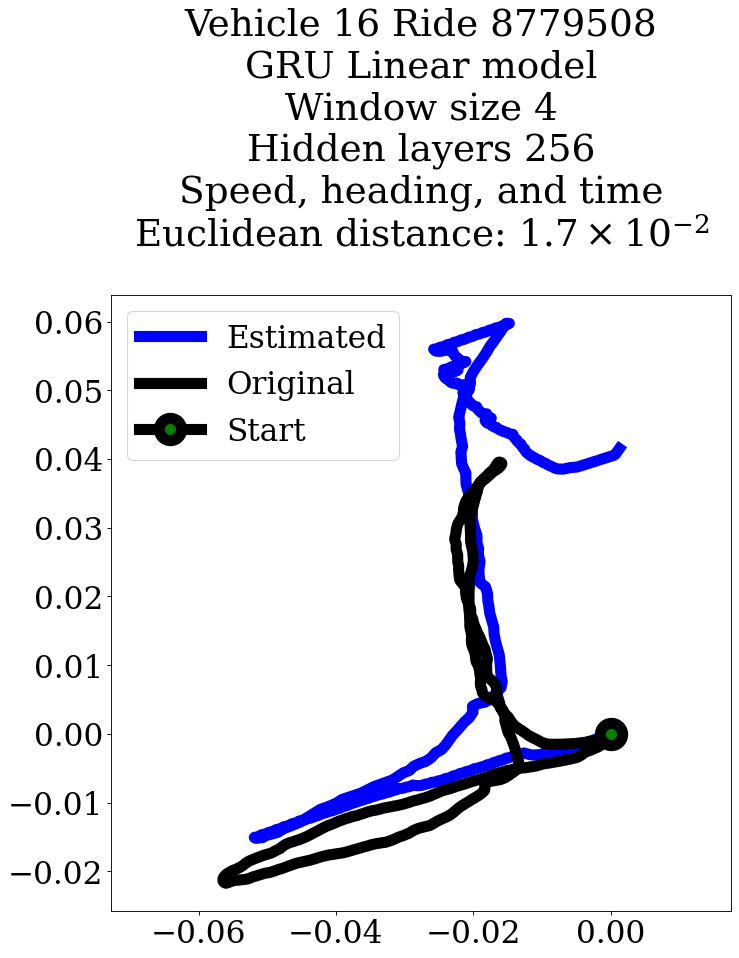 Vehicle 16 Ride 8779508
GRU Linear model
Window size 4
Hidden layers 256
Speed, heading, and time
Euclidean distance: 1.7 × 10⁻²
Estimated
Original
Start
0.06
0.05
0.04
0.03
0.02
0.01
0.00
−0.01
−0.02
−0.06 −0.04 −0.02 0.00